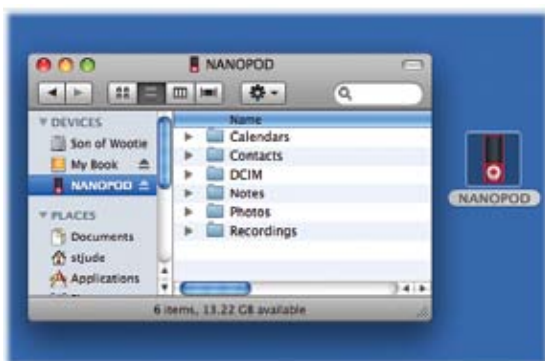 NANOPOD
DEVICES
Son of Wootie
My Book
NANOPOD
PLACES
Documents
stjude
Applications
Name
Calendars
Contacts
DCIM
Notes
Photos
Recordings
6 items, 13.22 GB available
NANOPOD